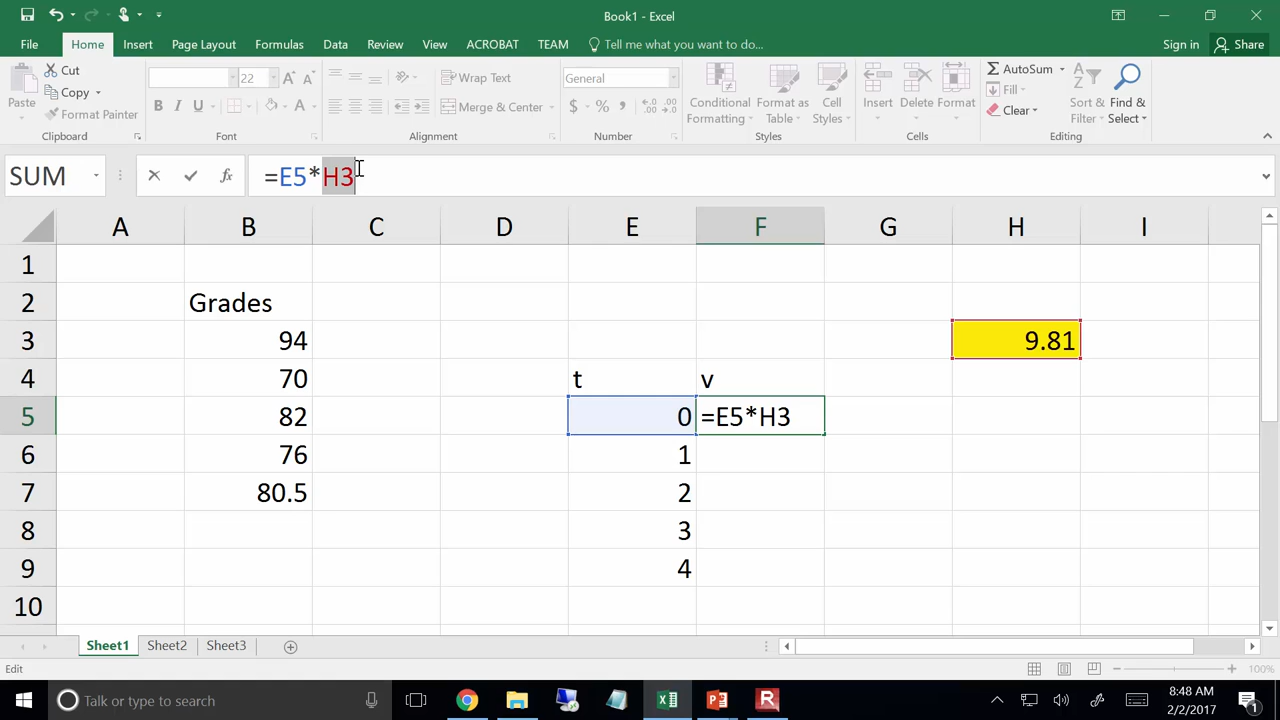 Book1 - Excel
File Home Insert Page Layout Formulas Data Review View ACROBAT TEAM Tell me what you want to do... Sign in Share
Paste
Cut
Copy
Format Painter
Clipboard
22 A A
B I U A
Font
Wrap Text
Merge & Center
Alignment
General
$ %
Number
Conditional Formatting
Format as Table
Cell Styles
Styles
Insert Delete Format
Cells
AutoSum
Fill
Clear
Sort & Filter
Find & Select
Editing
SUM fx =E5*H3
A B C D E F G H I
1
2 Grades
3 94 9.81
4 70 t v
5 82 0 =E5*H3
6 76 1
7 80.5 2
8 3
9 4
10
Sheet1 Sheet2 Sheet3
Edit 100%
Talk or type to search
8:48 AM
2/2/2017
1